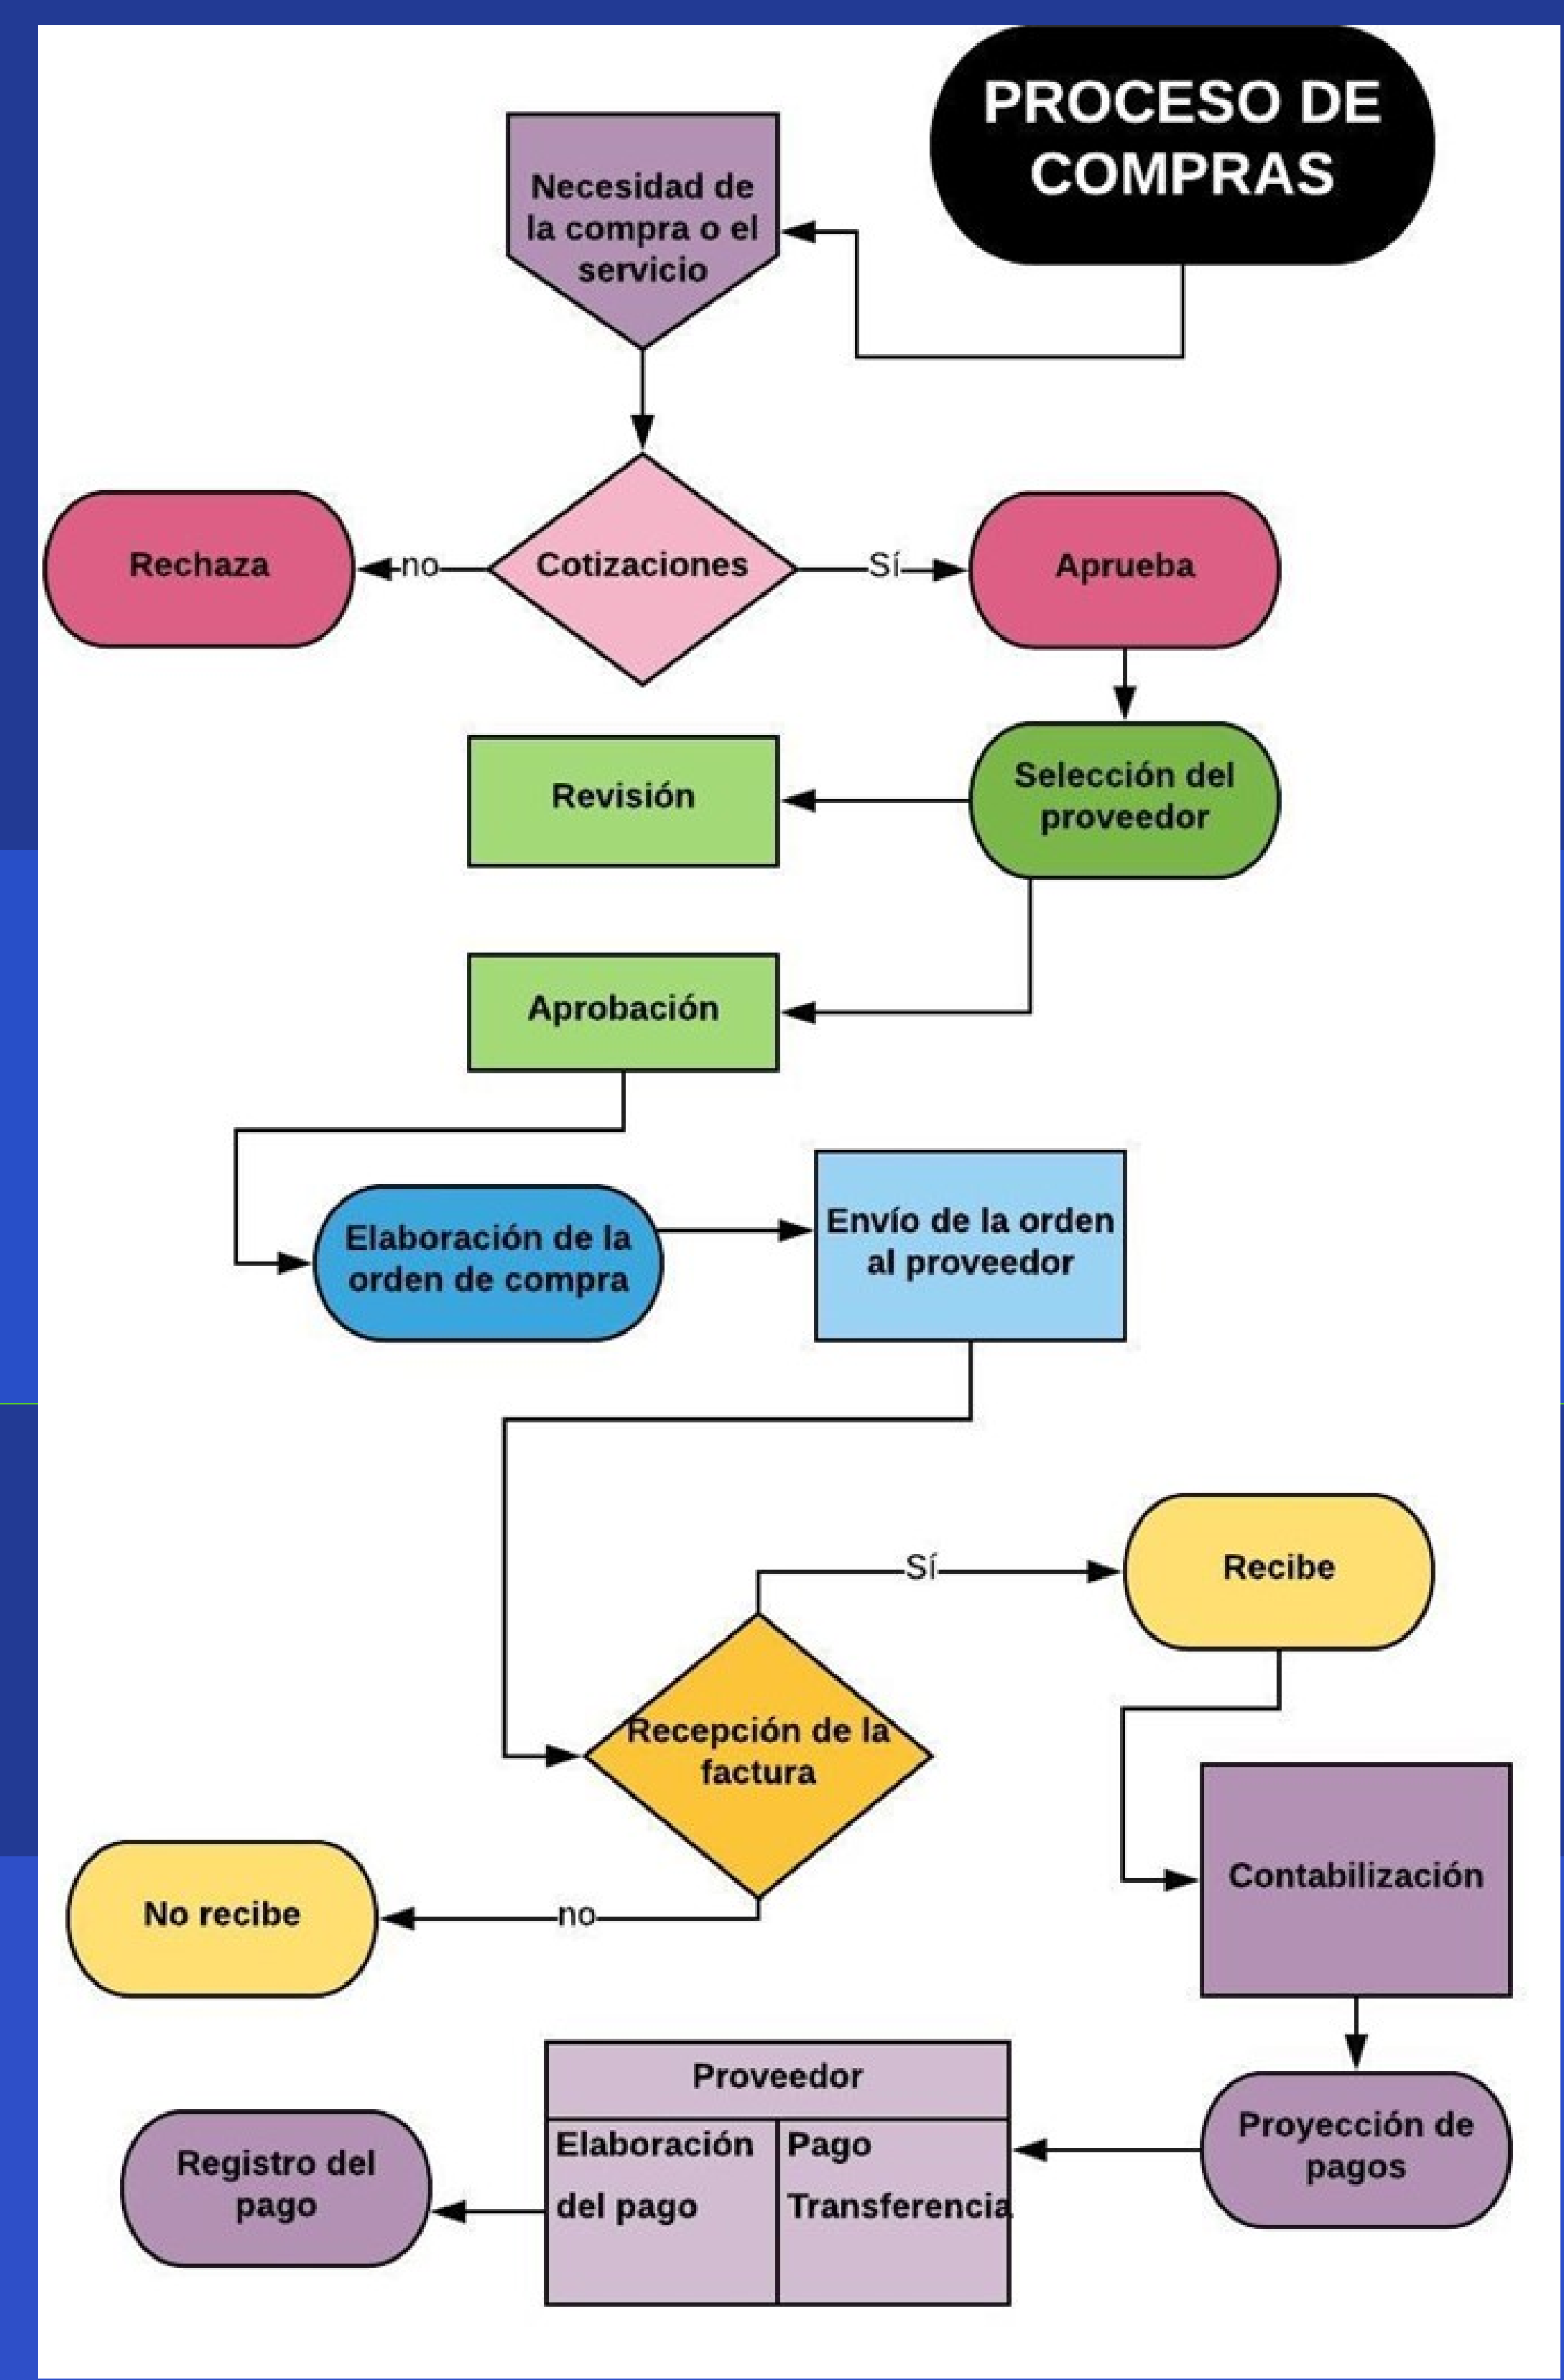 PROCESO DE
COMPRAS
Necesidad de
la compra o el
servicio
Rechaza
no
Cotizaciones
Sí
Aprueba
Revisión
Selección del
proveedor
Aprobación
Elaboración de la
orden de compra
Envío de la orden
al proveedor
Sí
Recibe
Recepción de la
factura
Contabilización
No recibe
no
Proveedor
Elaboración
del pago
Pago
Transferencia
Proyección de
pagos
Registro del
pago